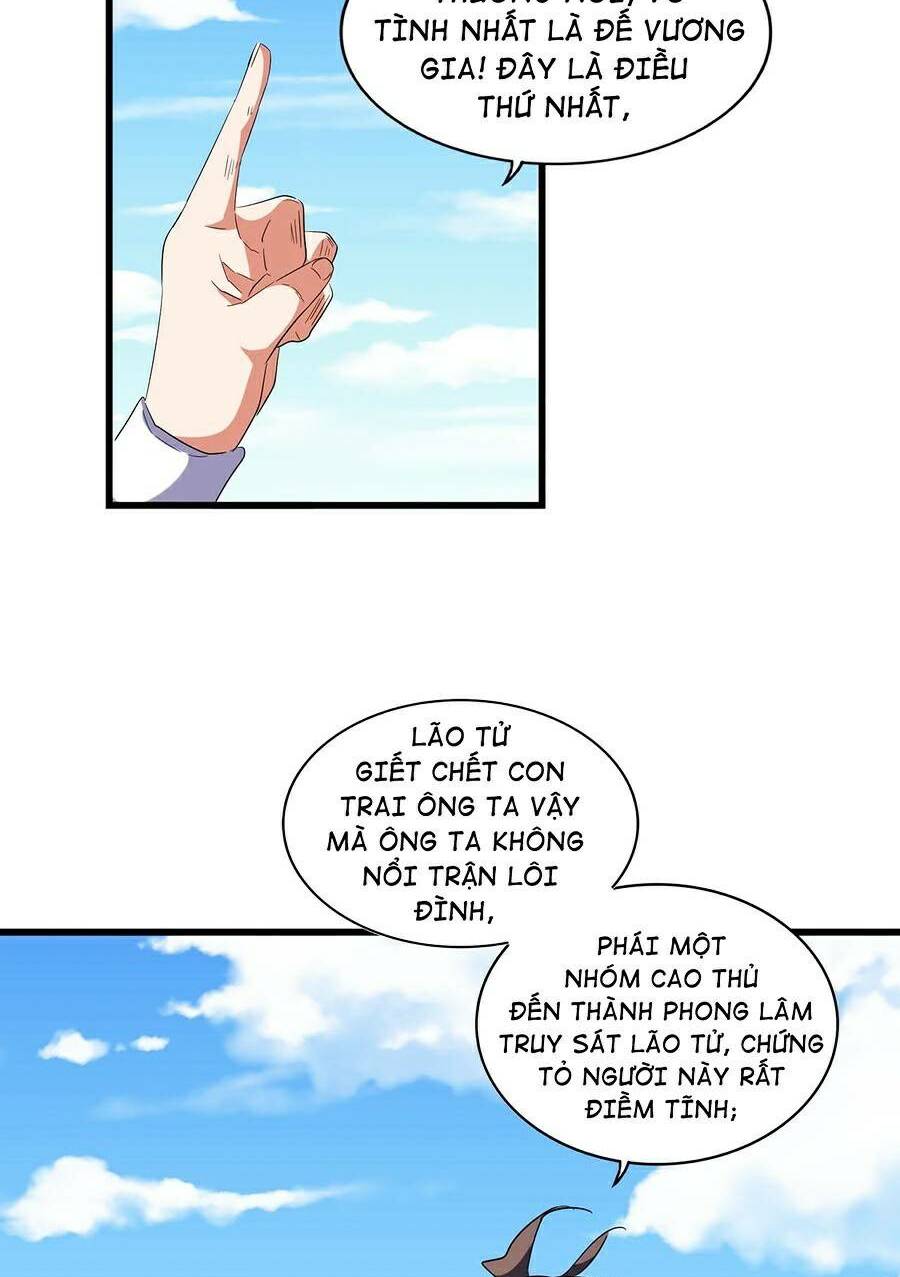 TÌNH NHẤT LÀ ĐẾ VƯƠNG
GIA! ĐÂY LÀ ĐIỀU
THỨ NHẤT,
LÃO TỬ
GIẾT CHẾT CON
TRAI ÔNG TA VẬY
MÀ ÔNG TA KHÔNG
NỔI TRẬN LÔI
ĐÌNH,
PHÁI MỘT
NHÓM CAO THỦ
ĐẾN THÀNH PHONG LÂM
TRUY SÁT LÃO TỬ, CHỨNG
TỎ NGƯỜI NÀY RẤT
ĐIỀM TĨNH;